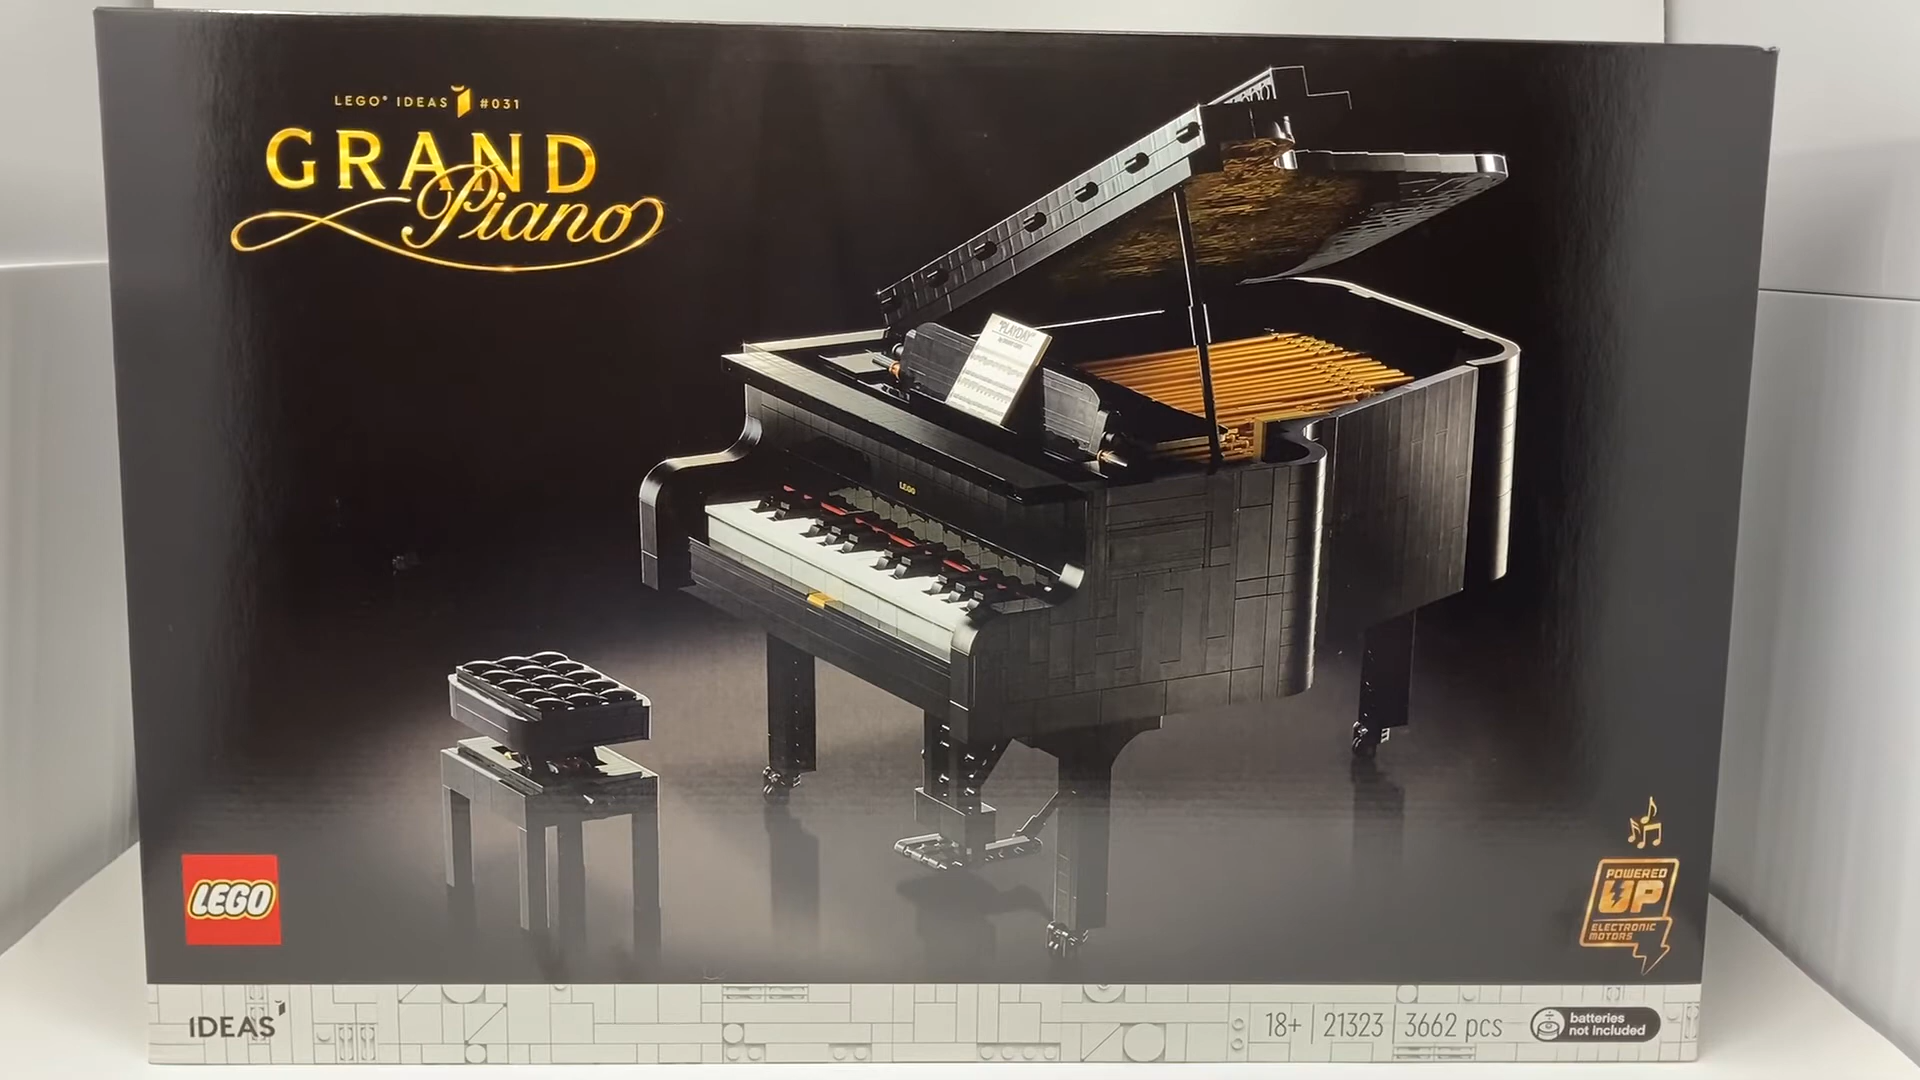 LEGO® IDEAS #031
GRAND
Piano
"PLAYDAY"
LEGO
LEGO
POWERED
UP
ELECTRONIC
MOTORS
IDEAS
18+ 21323 3662 pcs
batteries
not included